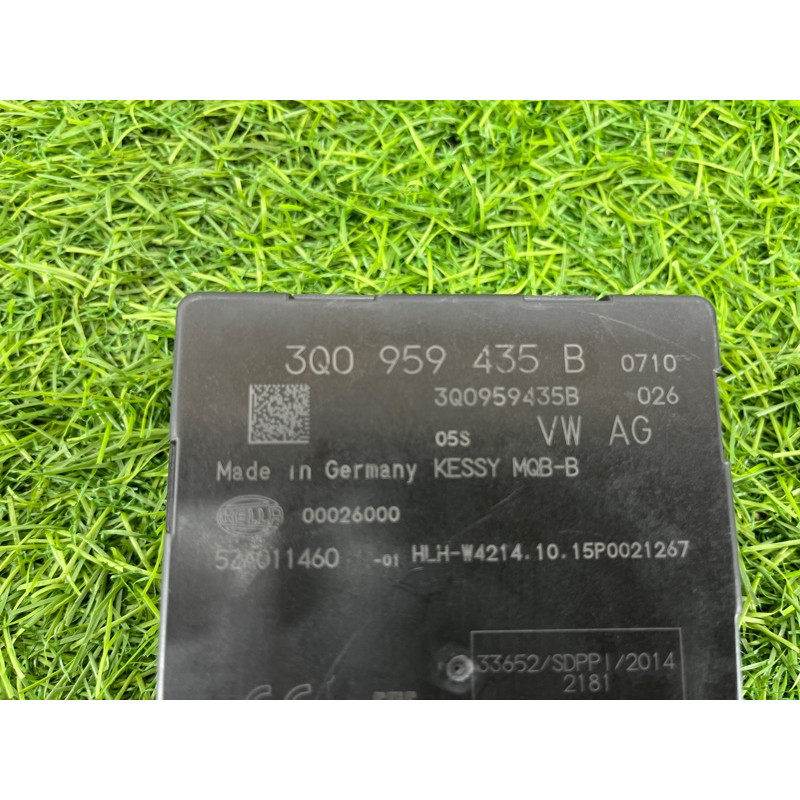 3Q0 959 435 B 0710
3Q0959435B 026
05S VW AG
Made in Germany KESSY MQB-B
HELLA 00026000
5ZA011460 -01 HLH-W4214.10.15P0021267
33652/SDPPI/2014
2181